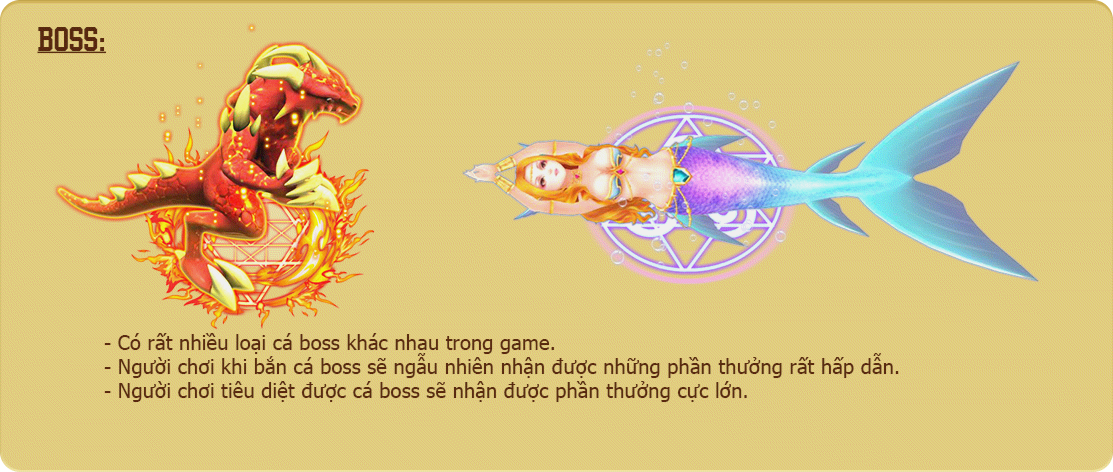 BOSS:
- Có rất nhiều loại cá boss khác nhau trong game.
- Người chơi khi bắn cá boss sẽ ngẫu nhiên nhận được những phần thưởng rất hấp dẫn.
- Người chơi tiêu diệt được cá boss sẽ nhận được phần thưởng cực lớn.